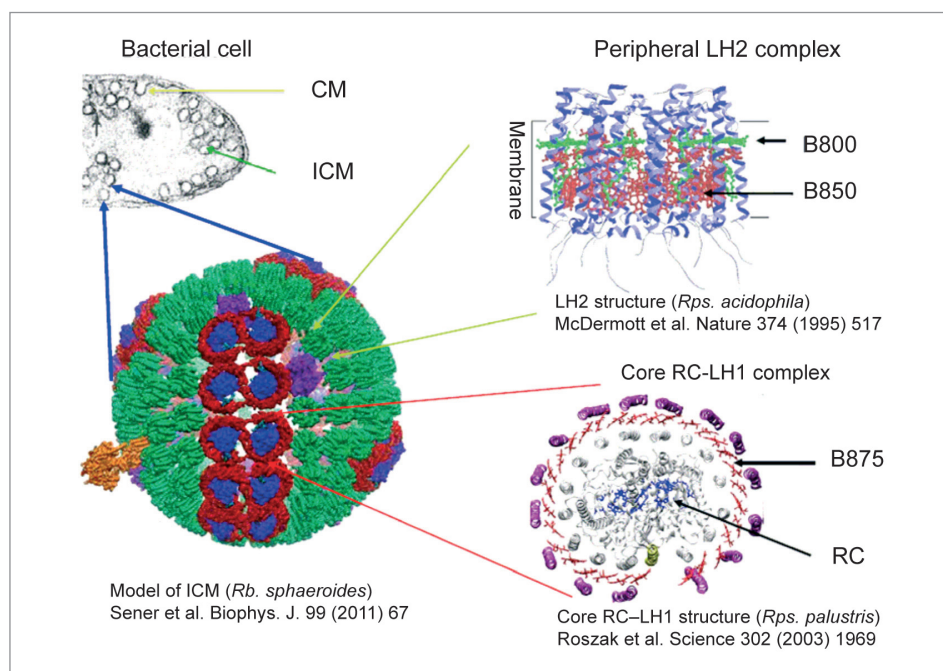 Bacterial cell
CM
ICM
Peripheral LH2 complex
Membrane
B800
B850
LH2 structure (Rps. acidophila)
McDermott et al. Nature 374 (1995) 517
Core RC-LH1 complex
B875
RC
Model of ICM (Rb. sphaeroides)
Sener et al. Biophys. J. 99 (2011) 67
Core RC–LH1 structure (Rps. palustris)
Roszak et al. Science 302 (2003) 1969